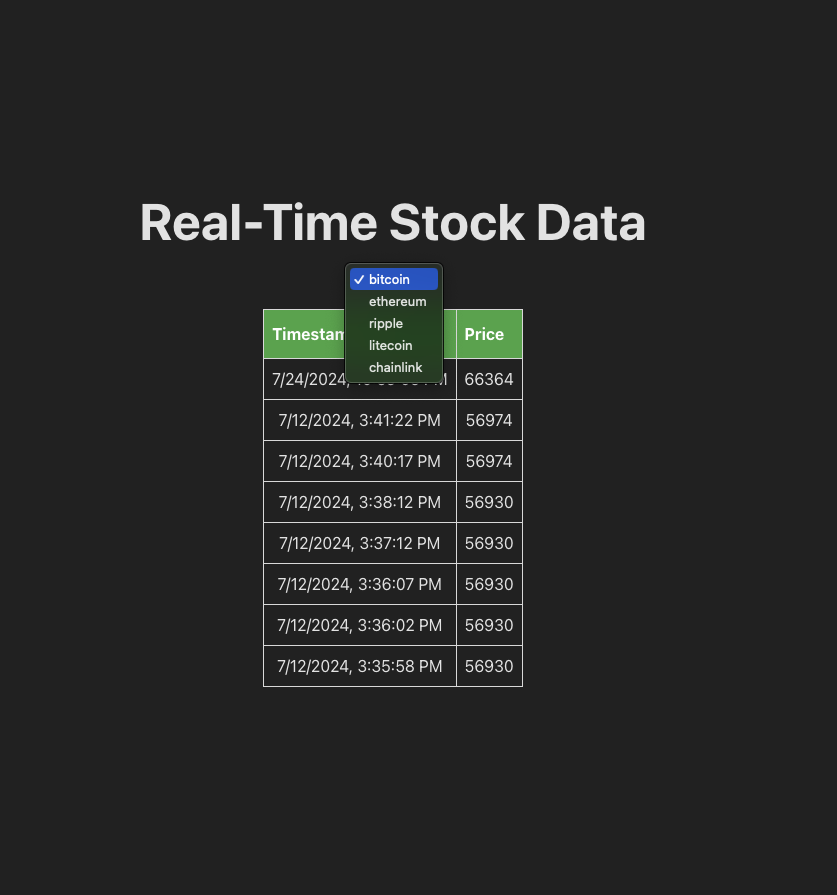 Real-Time Stock Data
✓ bitcoin
ethereum
ripple
litecoin
chainlink
Price
7/24/2024, 66364
7/12/2024, 3:41:22 PM 56974
7/12/2024, 3:40:17 PM 56974
7/12/2024, 3:38:12 PM 56930
7/12/2024, 3:37:12 PM 56930
7/12/2024, 3:36:07 PM 56930
7/12/2024, 3:36:02 PM 56930
7/12/2024, 3:35:58 PM 56930